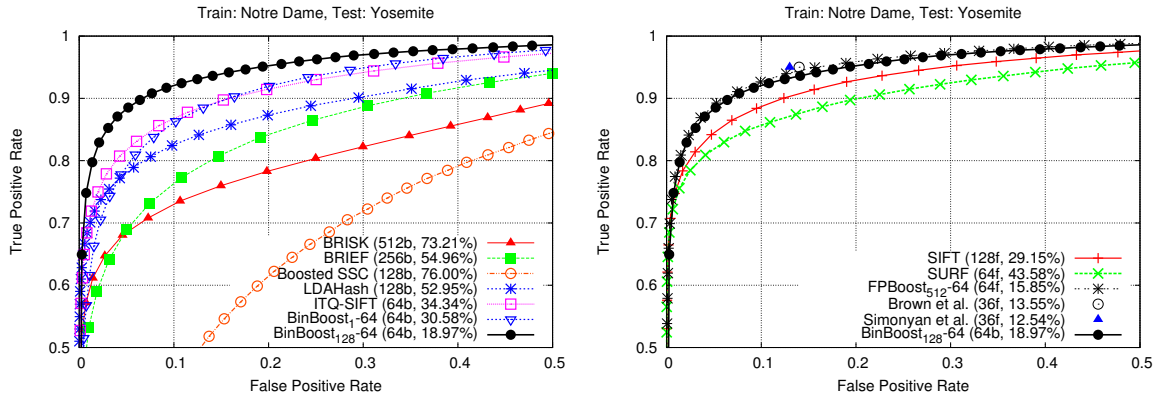 Train: Notre Dame, Test: Yosemite
1
0.9
0.8
0.7
0.6
0.5
True Positive Rate
BRISK (512b, 73.21%)
BRIEF (256b, 54.96%)
Boosted SSC (128b, 76.00%)
LDAHash (128b, 52.95%)
ITQ-SIFT (64b, 34.34%)
BinBoost1-64 (64b, 30.58%)
BinBoost128-64 (64b, 18.97%)
0 0.1 0.2 0.3 0.4 0.5
False Positive Rate
Train: Notre Dame, Test: Yosemite
1
0.9
0.8
0.7
0.6
0.5
True Positive Rate
SIFT (128f, 29.15%)
SURF (64f, 43.58%)
FPBoost512-64 (64f, 15.85%)
Brown et al. (36f, 13.55%)
Simonyan et al. (36f, 12.54%)
BinBoost128-64 (64b, 18.97%)
0 0.1 0.2 0.3 0.4 0.5
False Positive Rate